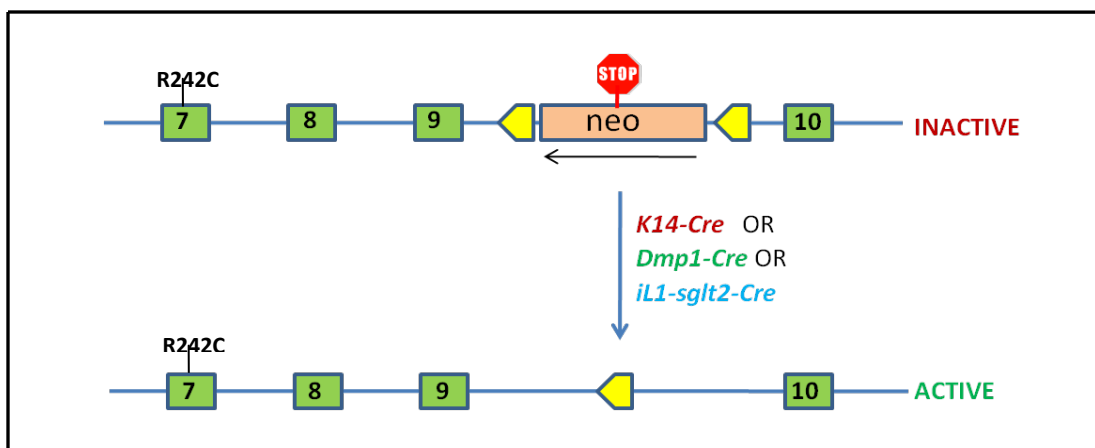 R242C
STOP
7 8 9 neo 10 INACTIVE
K14-Cre OR
Dmp1-Cre OR
iL1-sglt2-Cre
R242C
7 8 9 10 ACTIVE